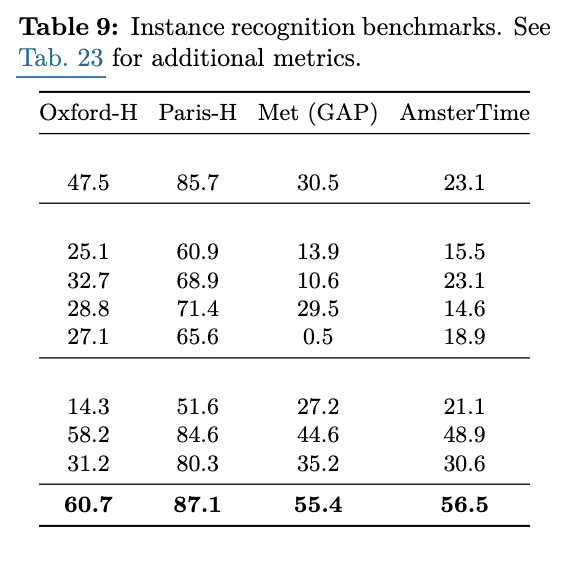 Table 9: Instance recognition benchmarks. See
Tab. 23 for additional metrics.
Oxford-H Paris-H Met (GAP) AmsterTime
47.5 85.7 30.5 23.1
25.1 60.9 13.9 15.5
32.7 68.9 10.6 23.1
28.8 71.4 29.5 14.6
27.1 65.6 0.5 18.9
14.3 51.6 27.2 21.1
58.2 84.6 44.6 48.9
31.2 80.3 35.2 30.6
60.7 87.1 55.4 56.5